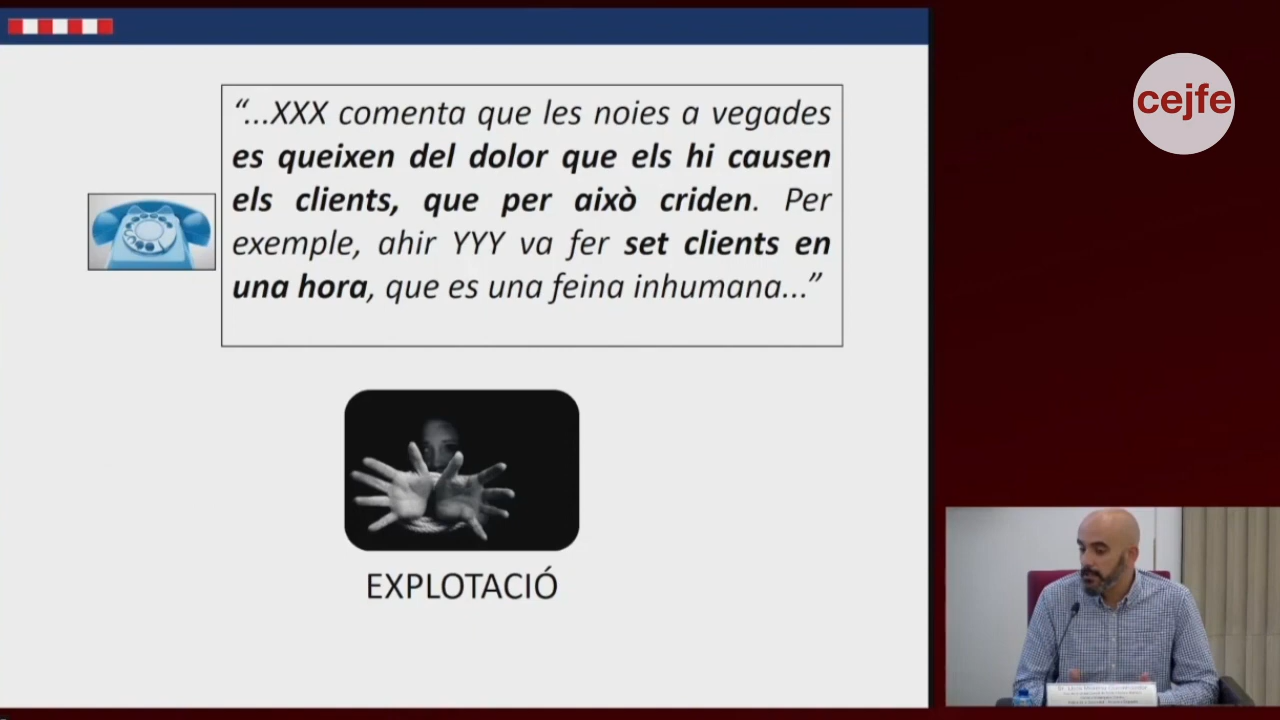 “...XXX comenta que les noies a vegades
es queixen del dolor que els hi causen
els clients, que per això criden. Per
exemple, ahir YYY va fer set clients en
una hora, que es una feina inhumana...”
EXPLOTACIÓ
cejfe